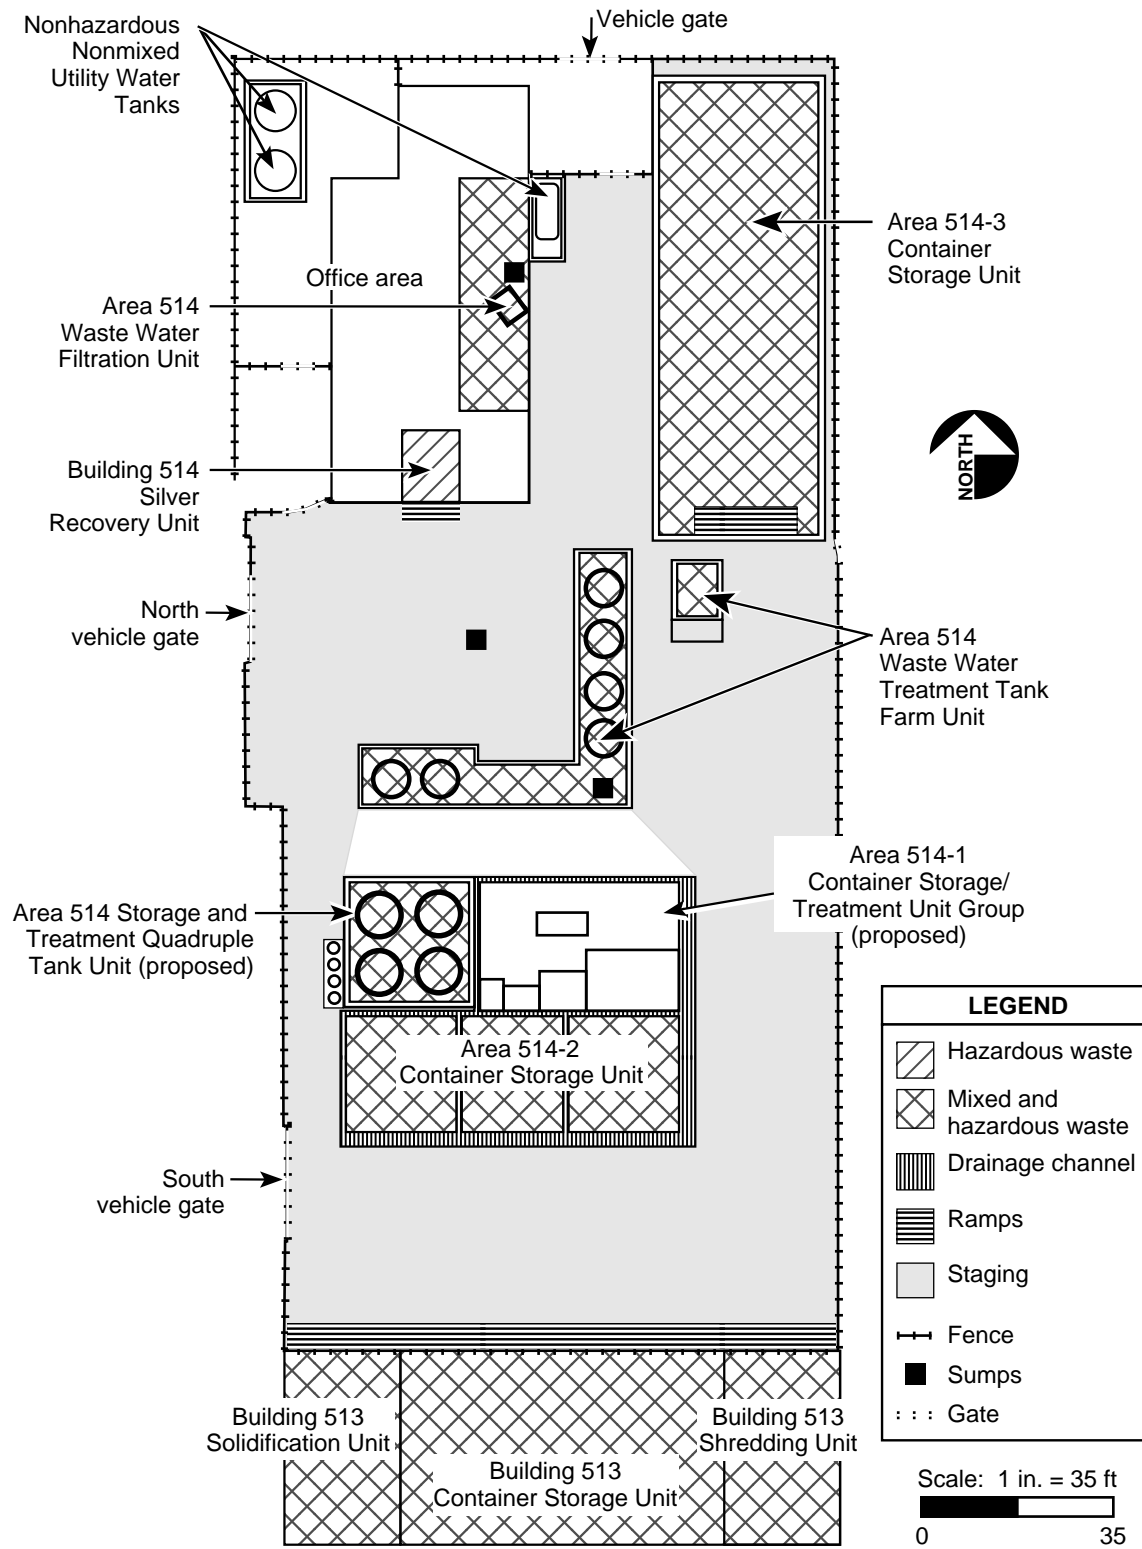 Nonhazardous
Nonmixed
Utility Water
Tanks
Vehicle gate
Area 514-3
Container
Storage Unit
Office area
Area 514
Waste Water
Filtration Unit
NORTH
Building 514
Silver
Recovery Unit
North
vehicle gate
Area 514
Waste Water
Treatment Tank
Farm Unit
Area 514-1
Container Storage/
Treatment Unit Group
(proposed)
Area 514 Storage and
Treatment Quadruple
Tank Unit (proposed)
Area 514-2
Container Storage Unit
South
vehicle gate
LEGEND
Hazardous waste
Mixed and
hazardous waste
Drainage channel
Ramps
Staging
Fence
Sumps
Gate
Building 513
Solidification Unit
Building 513
Container Storage Unit
Building 513
Shredding Unit
Scale: 1 in. = 35 ft
0 35